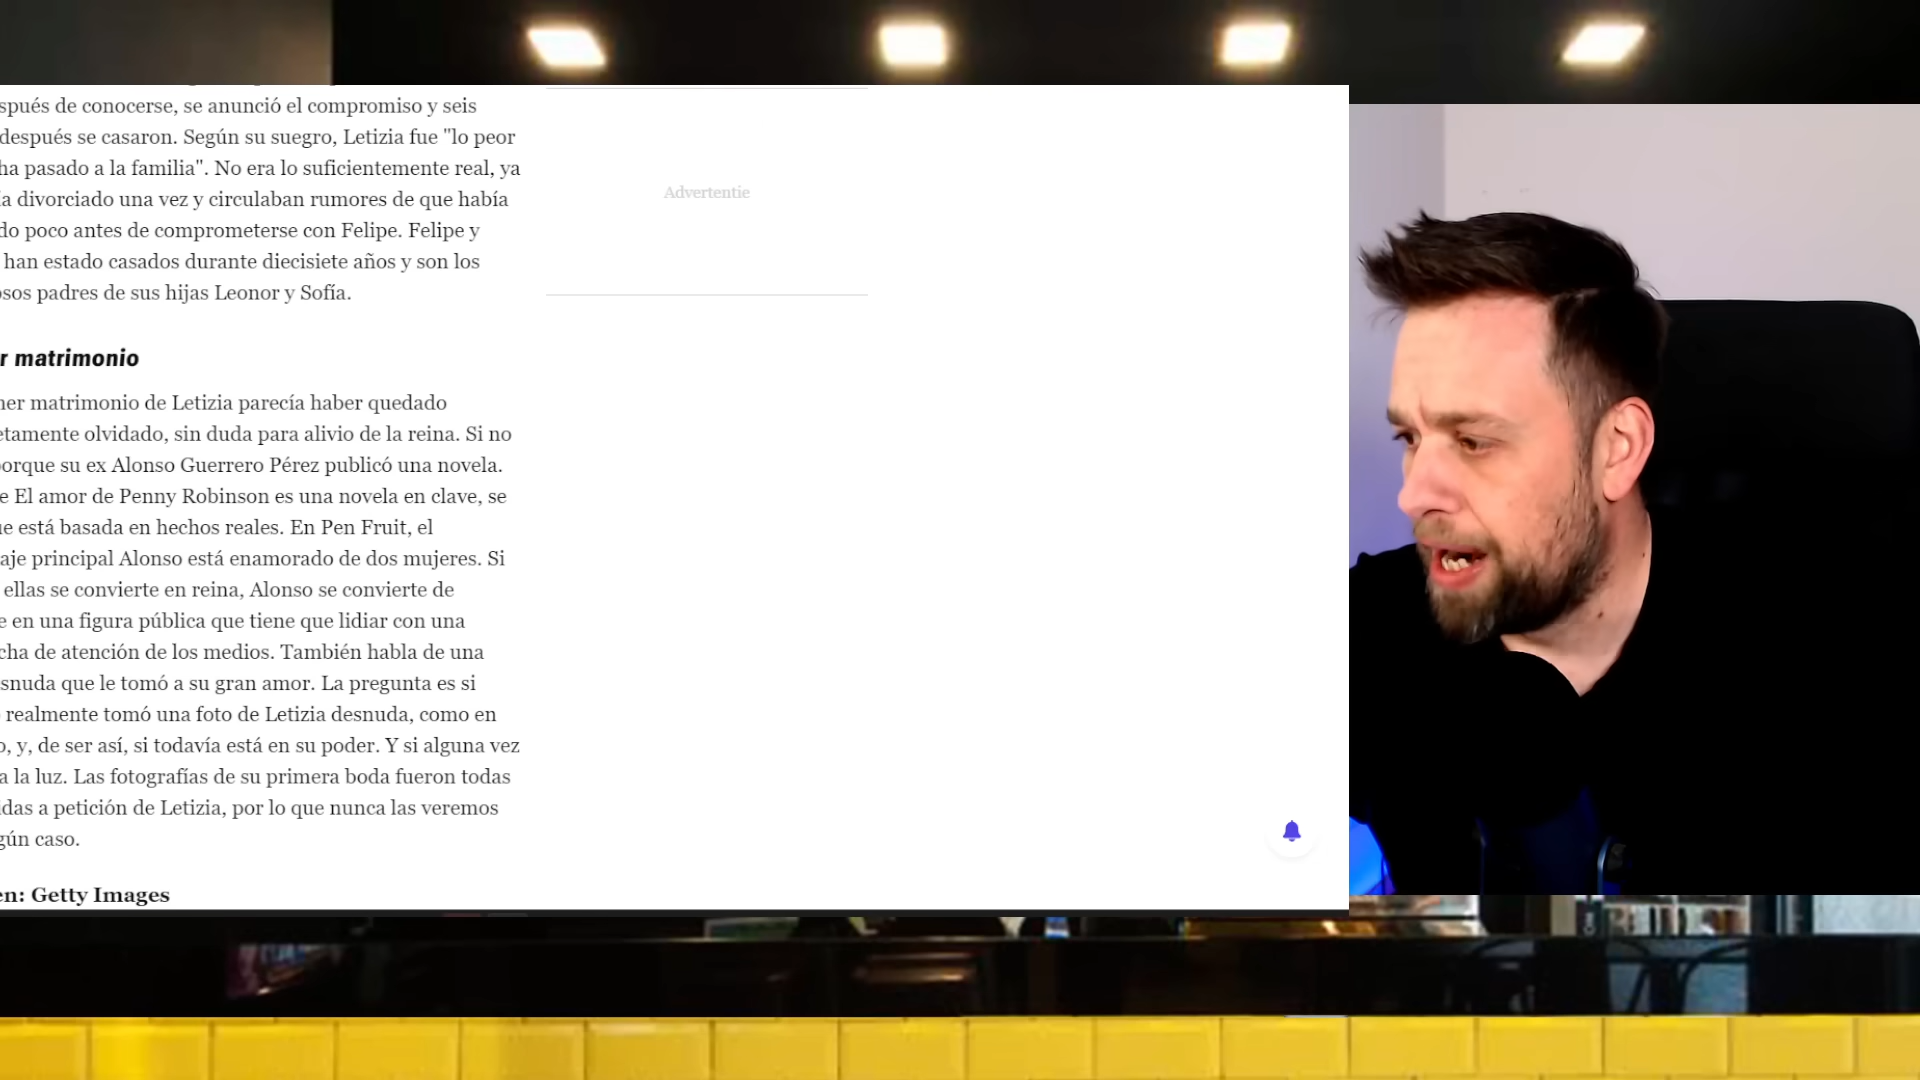 spués de conocerse, se anunció el compromiso y seis
después se casaron. Según su suegro, Letizia fue "lo peor
ha pasado a la familia". No era lo suficientemente real, ya
a divorciado una vez y circulaban rumores de que había
do poco antes de comprometerse con Felipe. Felipe y
han estado casados durante diecisiete años y son los
osos padres de sus hijas Leonor y Sofía.
Advertentie
r matrimonio
ner matrimonio de Letizia parecía haber quedado
etamente olvidado, sin duda para alivio de la reina. Si no
porque su ex Alonso Guerrero Pérez publicó una novela.
e El amor de Penny Robinson es una novela en clave, se
ue está basada en hechos reales. En Pen Fruit, el
aje principal Alonso está enamorado de dos mujeres. Si
ellas se convierte en reina, Alonso se convierte de
e en una figura pública que tiene que lidiar con una
cha de atención de los medios. También habla de una
snuda que le tomó a su gran amor. La pregunta es si
realmente tomó una foto de Letizia desnuda, como en
o, y, de ser así, si todavía está en su poder. Y si alguna vez
a la luz. Las fotografías de su primera boda fueron todas
idas a petición de Letizia, por lo que nunca las veremos
gún caso.
en: Getty Images